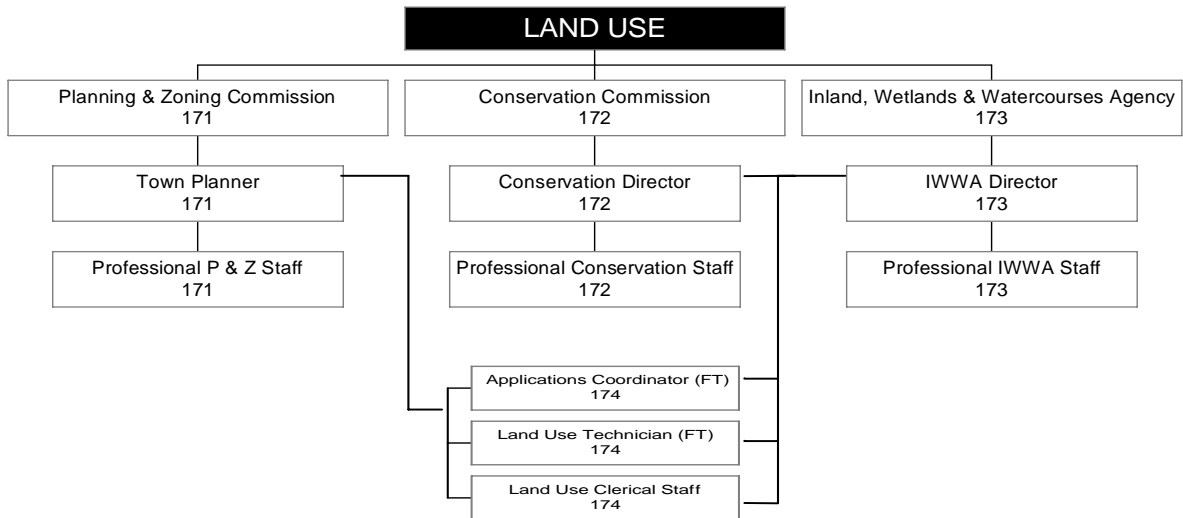 LAND USE
Planning & Zoning Commission
171
Conservation Commission
172
Inland, Wetlands & Watercourses Agency
173
Town Planner
171
Conservation Director
172
IWWA Director
173
Professional P & Z Staff
171
Professional Conservation Staff
172
Professional IWWA Staff
173
Applications Coordinator (FT)
174
Land Use Technician (FT)
174
Land Use Clerical Staff
174